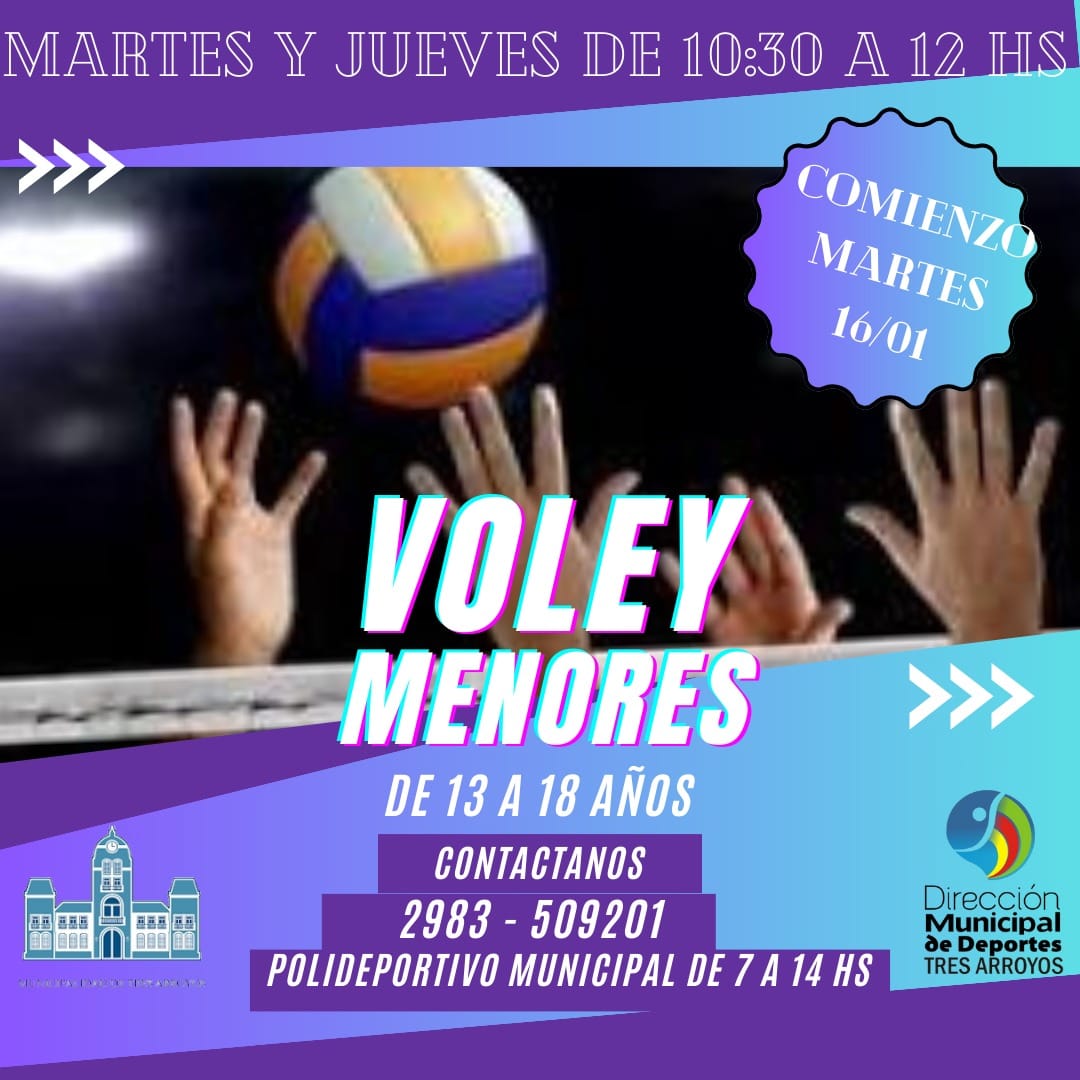 MARTES Y JUEVES DE 10:30 A 12 HS
COMIENZO
MARTES
16/01
VOLEY
MENORES
DE 13 A 18 AÑOS
CONTACTANOS
2983 - 509201
POLIDEPORTIVO MUNICIPAL DE 7 A 14 HS
Dirección
Municipal
de Deportes
TRES ARROYOS